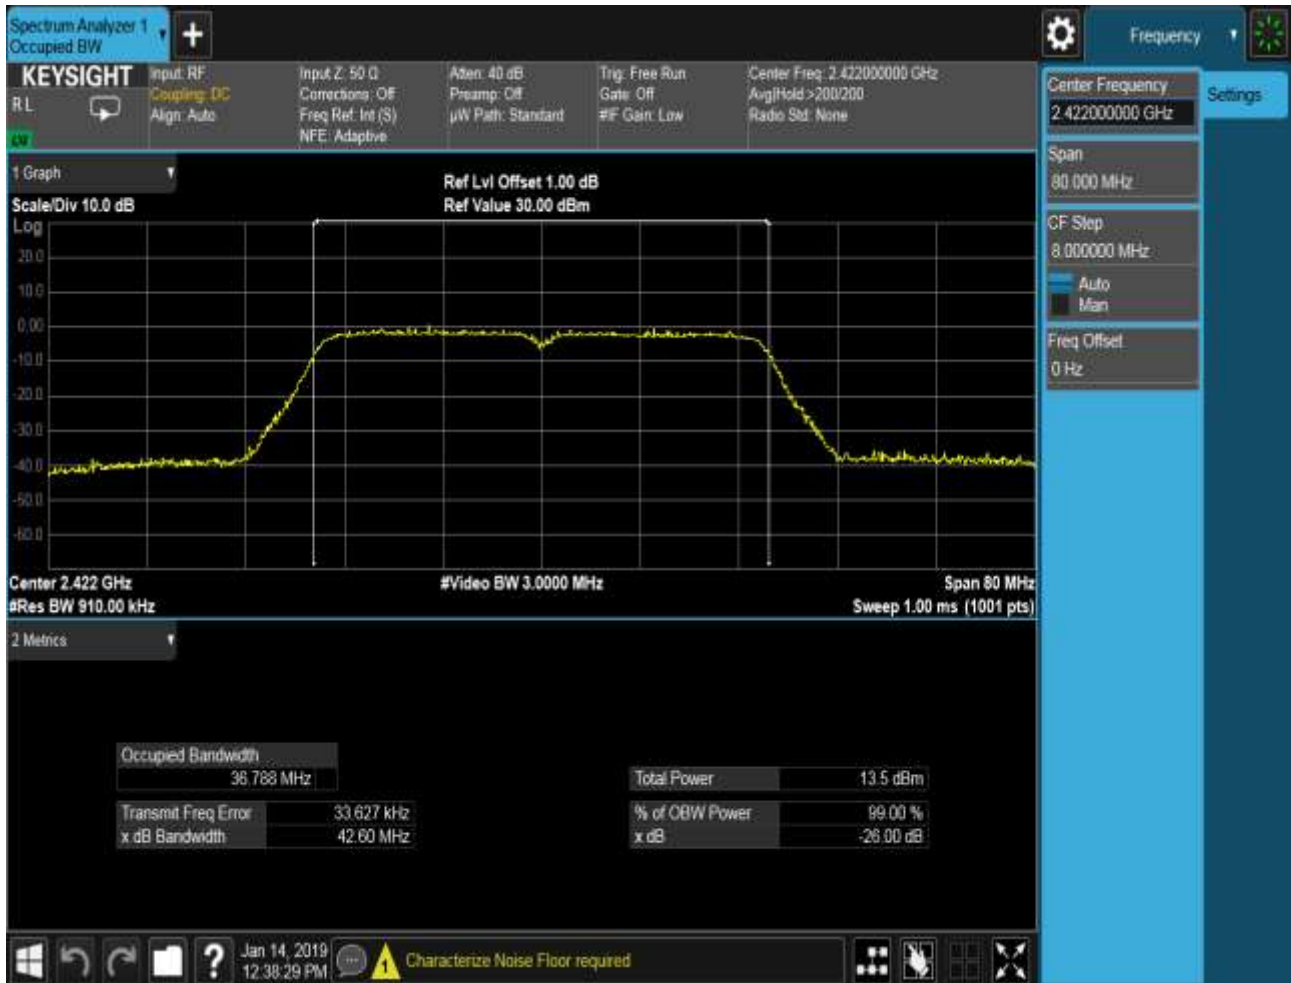 Spectrum Analyzer 1
Occupied BW
Frequency
KEYSIGHT
R L
Input: RF
Coupling: DC
Align: Auto
Input Z: 50 Ω
Corrections: Off
Freq Ref: Int (S)
NFE: Adaptive
Atten: 40 dB
Preamp: Off
µW Path: Standard
Trig: Free Run
Gate: Off
#IF Gain: Low
Center Freq: 2.422000000 GHz
Avg|Hold:>200/200
Radio Std: None
Center Frequency
2.422000000 GHz
Settings
Span
80.000 MHz
CF Step
8.000000 MHz
Auto
Man
Freq Offset
0 Hz
1 Graph
Scale/Div 10.0 dB
Ref Lvl Offset 1.00 dB
Ref Value 30.00 dBm
Log
20.0
10.0
0.00
-10.0
-20.0
-30.0
-40.0
-50.0
-60.0
Center 2.422 GHz
#Video BW 3.0000 MHz
Span 80 MHz
#Res BW 910.00 kHz
Sweep 1.00 ms (1001 pts)
2 Metrics
Occupied Bandwidth
36.788 MHz
Total Power 13.5 dBm
Transmit Freq Error 33.627 kHz
% of OBW Power 99.00 %
x dB Bandwidth 42.60 MHz
x dB -26.00 dB
?
Jan 14, 2019
12:38:29 PM
1
Characterize Noise Floor required